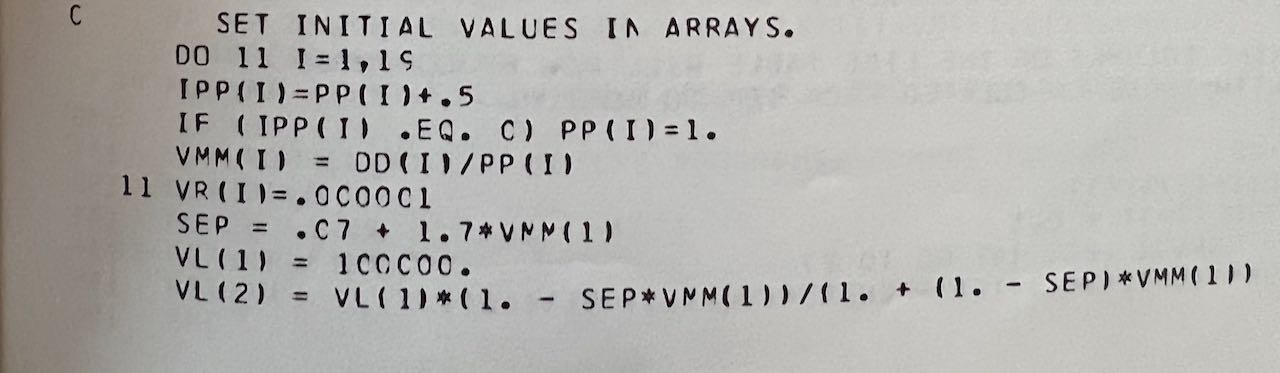 C SET INITIAL VALUES IN ARRAYS.
DO 11 I=1,19
IPP(I)=PP(I)+.5
IF (IPP(I) .EQ. 0) PP(I)=1.
VMM(I) = DD(I)/PP(I)
11 VR(I)=.000001
SEP = .07 + 1.7*VMM(1)
VL(1) = 100000.
VL(2) = VL(1)*(1. - SEP*VMM(1))/(1. + (1. - SEP)*VMM(1))